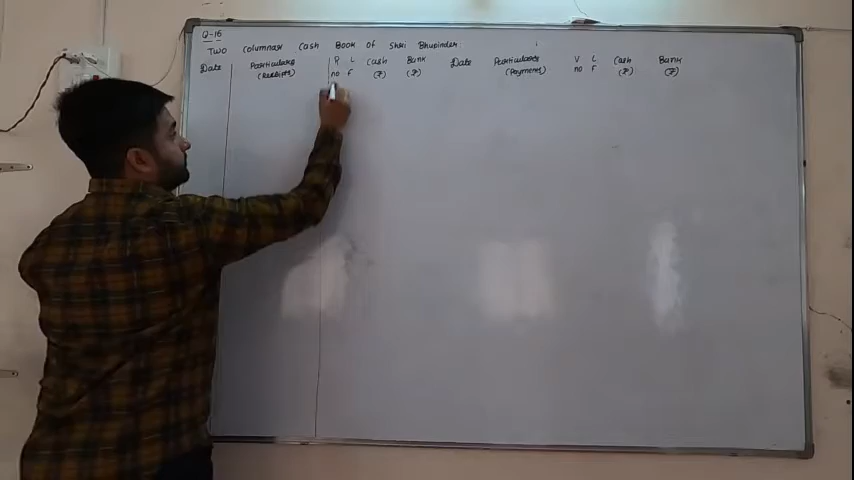 Q-16
Two Columnar Cash Book of Shri Bhupinder
Date Particulars R L Cash Bank Date Particulars V L Cash Bank
(Receipts) no F (₹) (₹) (Payments) no F (₹) (₹)